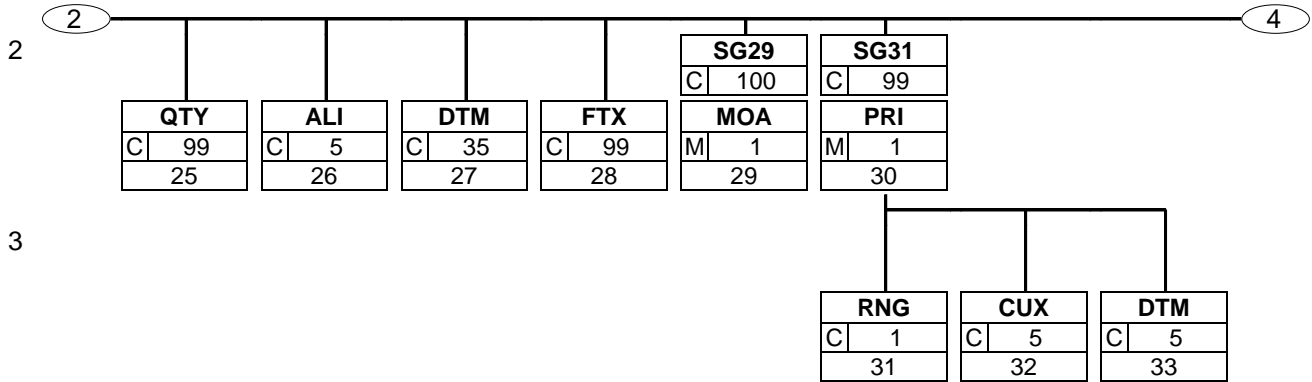 2 4
2
SG29 SG31
C 100 C 99
QTY ALI DTM FTX MOA PRI
C 99 C 5 C 35 C 99 M 1 M 1
25 26 27 28 29 30
3
RNG CUX DTM
C 1 C 5 C 5
31 32 33